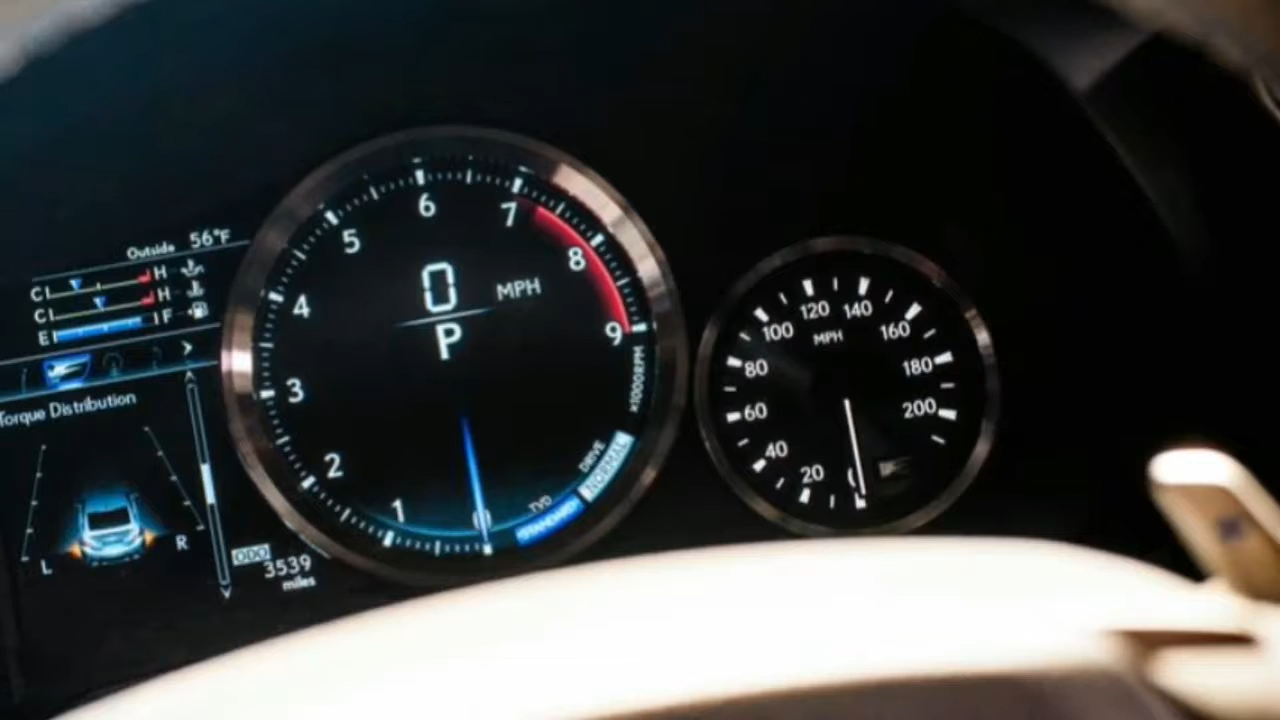 Outside 56°F
C H
C H
E F
Torque Distribution
L R
ODO 3539
miles
0 MPH
P
0 1 2 3 4 5 6 7 8 9
x1000RPM
DRIVE
NORMAL
TVD
STANDARD
0 20 40 60 80 100 120 140 160 180 200
MPH